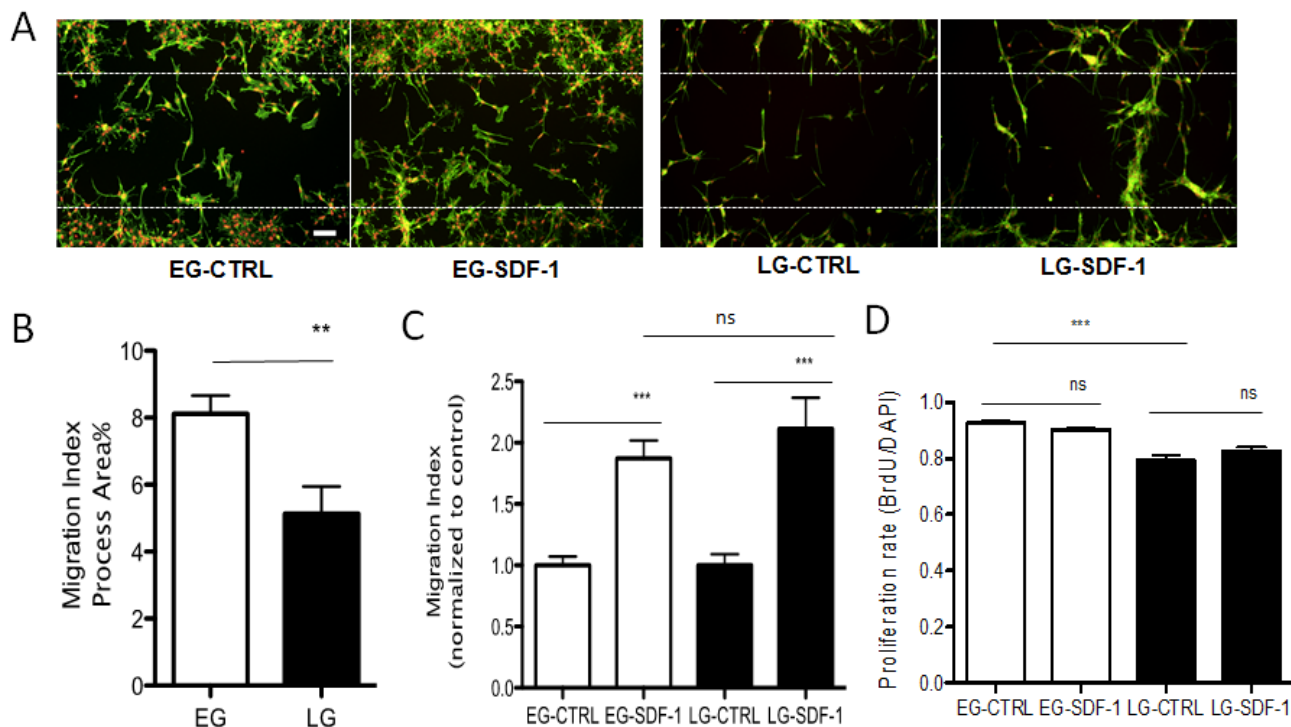 A
EG-CTRL
EG-SDF-1
LG-CTRL
LG-SDF-1
B
**
Migration Index
Process Area%
10
8
6
4
2
0
EG
LG
C
ns
***
***
Migration Index
(normalized to control)
2.5
2.0
1.5
1.0
0.5
0.0
EG-CTRL
EG-SDF-1
LG-CTRL
LG-SDF-1
D
***
ns
ns
Proliferation rate (BrdU/DAPI)
1.0
0.8
0.6
0.4
0.2
0.0
EG-CTRL
EG-SDF-1
LG-CTRL
LG-SDF-1